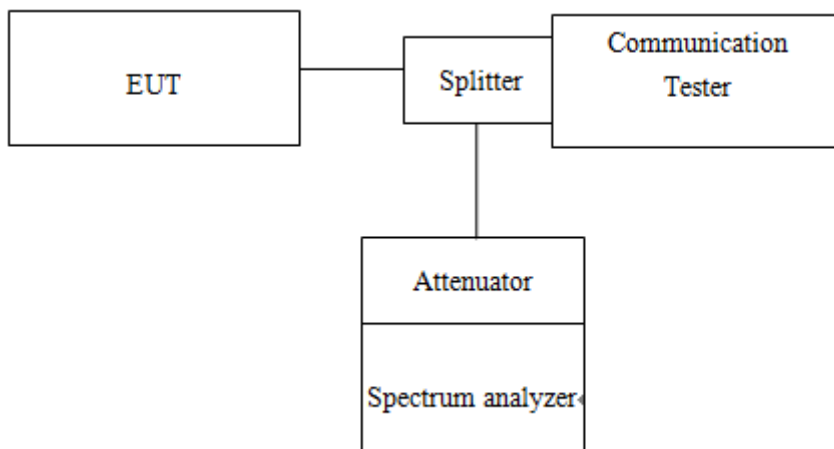 EUT
Splitter
Communication
Tester
Attenuator
Spectrum analyzer